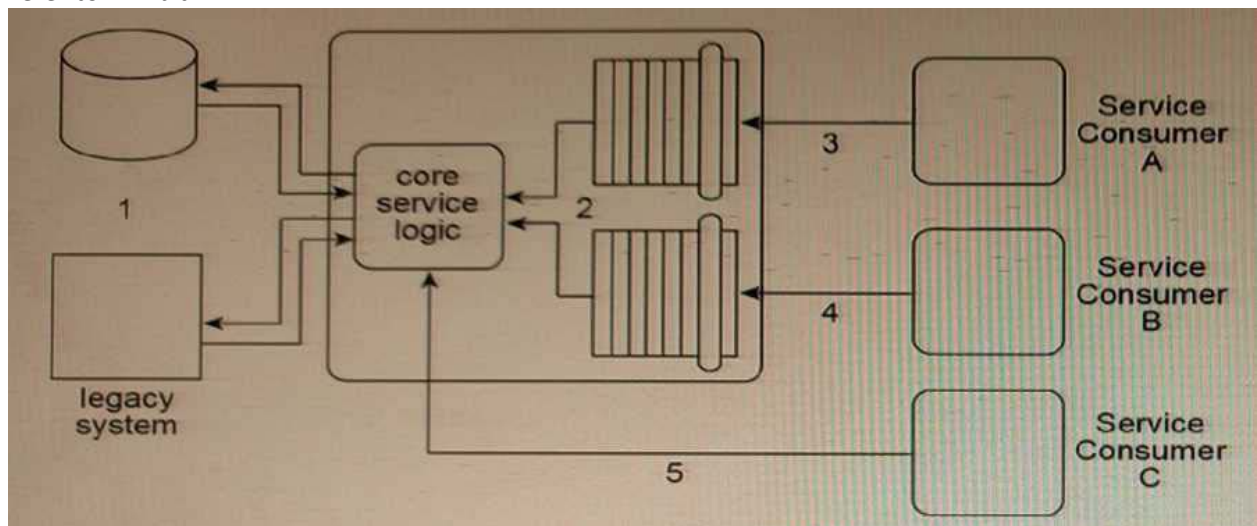 1
legacy
system
core
service
logic
2
3
4
5
Service
Consumer
A
Service
Consumer
B
Service
Consumer
C